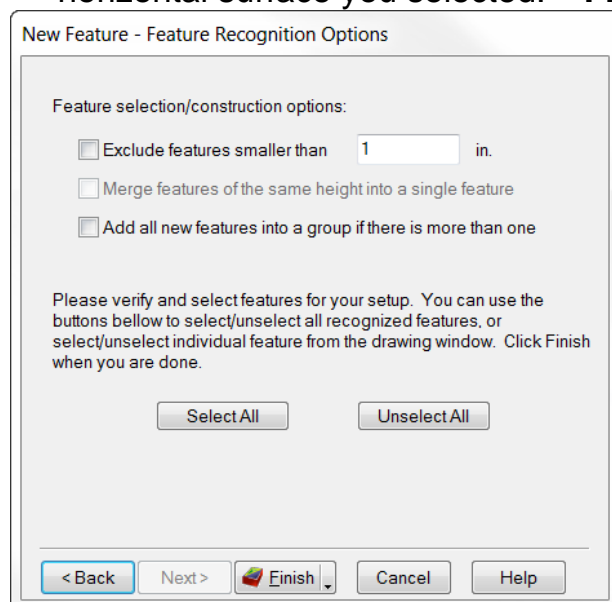 horizontal surface you selected.
New Feature - Feature Recognition Options
Feature selection/construction options:
Exclude features smaller than 1 in.
Merge features of the same height into a single feature
Add all new features into a group if there is more than one
Please verify and select features for your setup. You can use the
buttons bellow to select/unselect all recognized features, or
select/unselect individual feature from the drawing window. Click Finish
when you are done.
Select All Unselect All
< Back Next > Finish Cancel Help